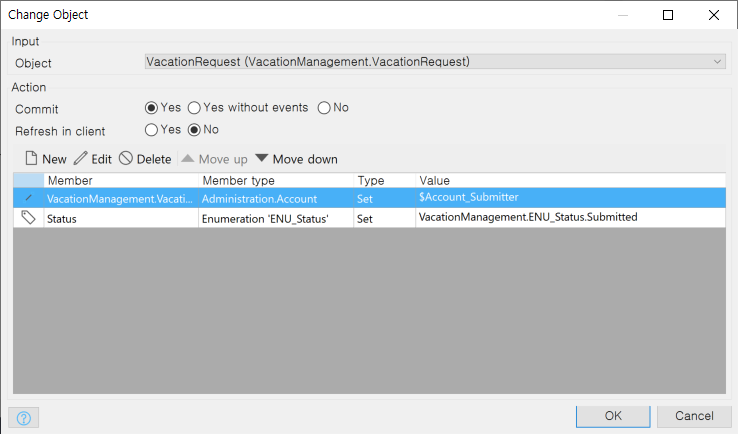 Change Object
Input
Object VacationRequest (VacationManagement.VacationRequest)
Action
Commit Yes Yes without events No
Refresh in client Yes No
New Edit Delete Move up Move down
Member Member type Type Value
VacationManagement.Vacati... Administration.Account Set $Account_Submitter
Status Enumeration 'ENU_Status' Set VacationManagement.ENU_Status.Submitted
? OK Cancel